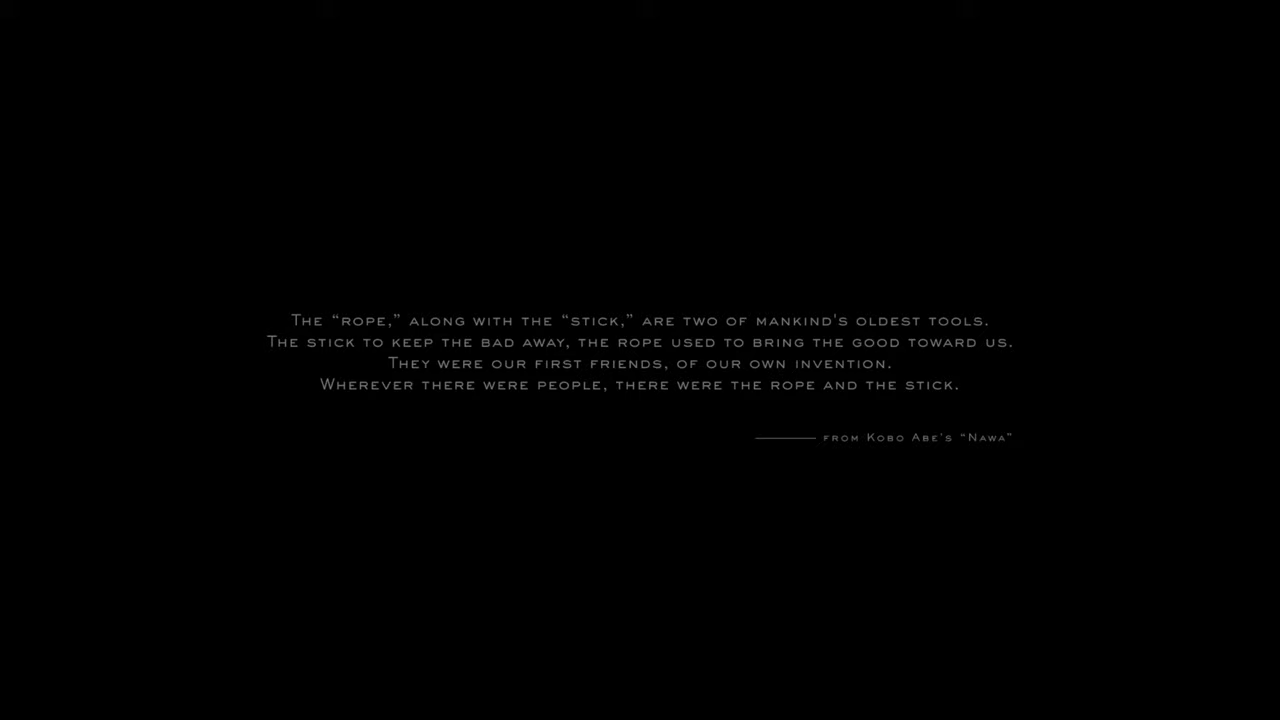 The “rope,” along with the “stick,” are two of mankind's oldest tools.
The stick to keep the bad away, the rope used to bring the good toward us.
They were our first friends, of our own invention.
Wherever there were people, there were the rope and the stick.
from Kobo Abe's “Nawa”